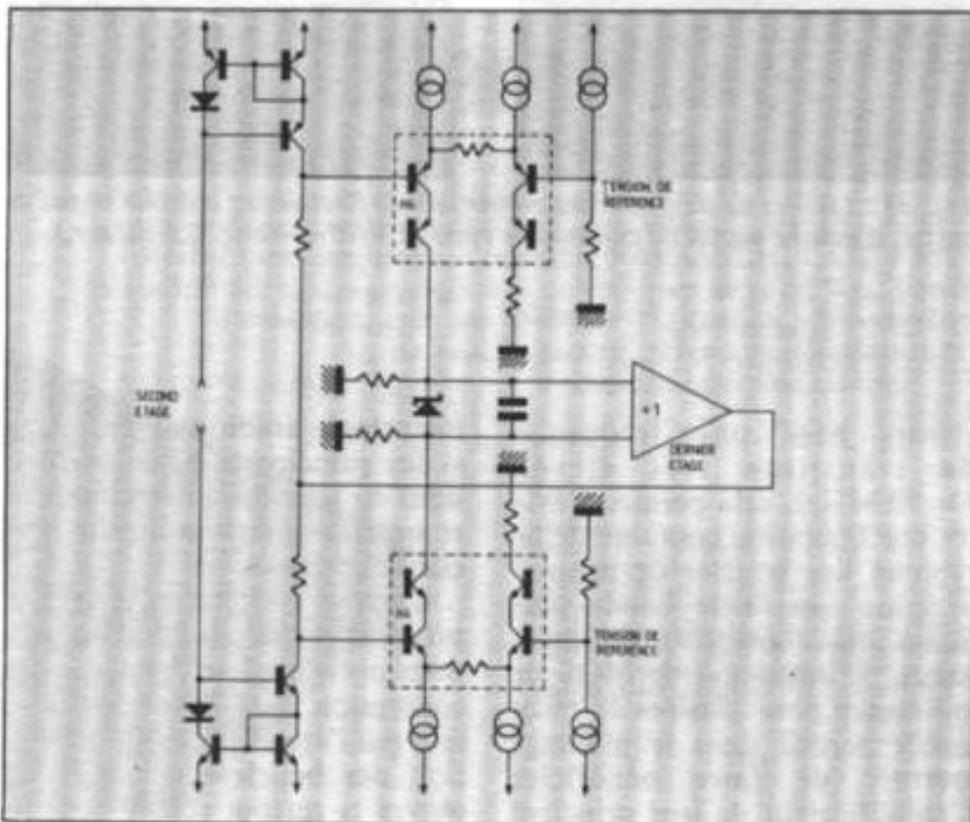 TENSION DE
REFERENCE
SECOND
ETAGE
+1
DERNIER
ETAGE
TENSION DE
REFERENCE